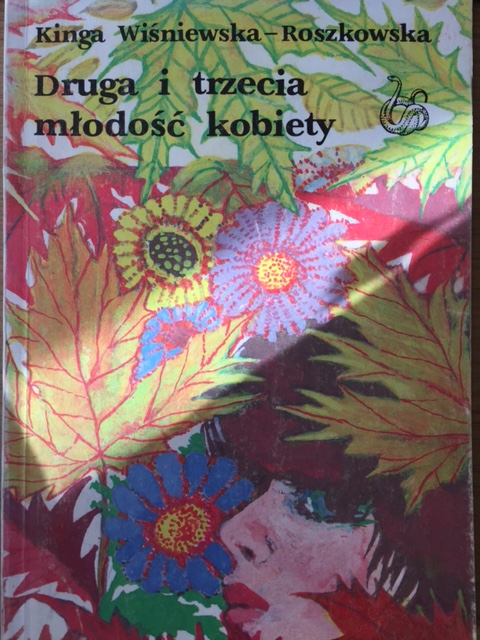 Kinga Wiśniewska-Roszkowska
Druga i trzecia
młodość kobiety